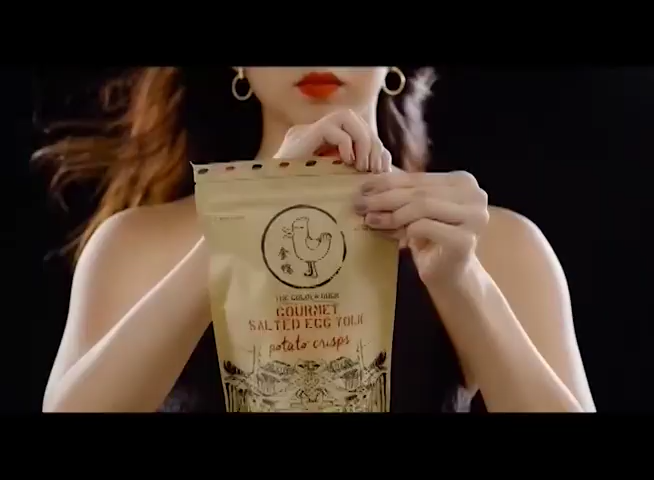 金
鸭
THE GOLDEN DUCK
GOURMET
SALTED EGG YOLK
potato crisps